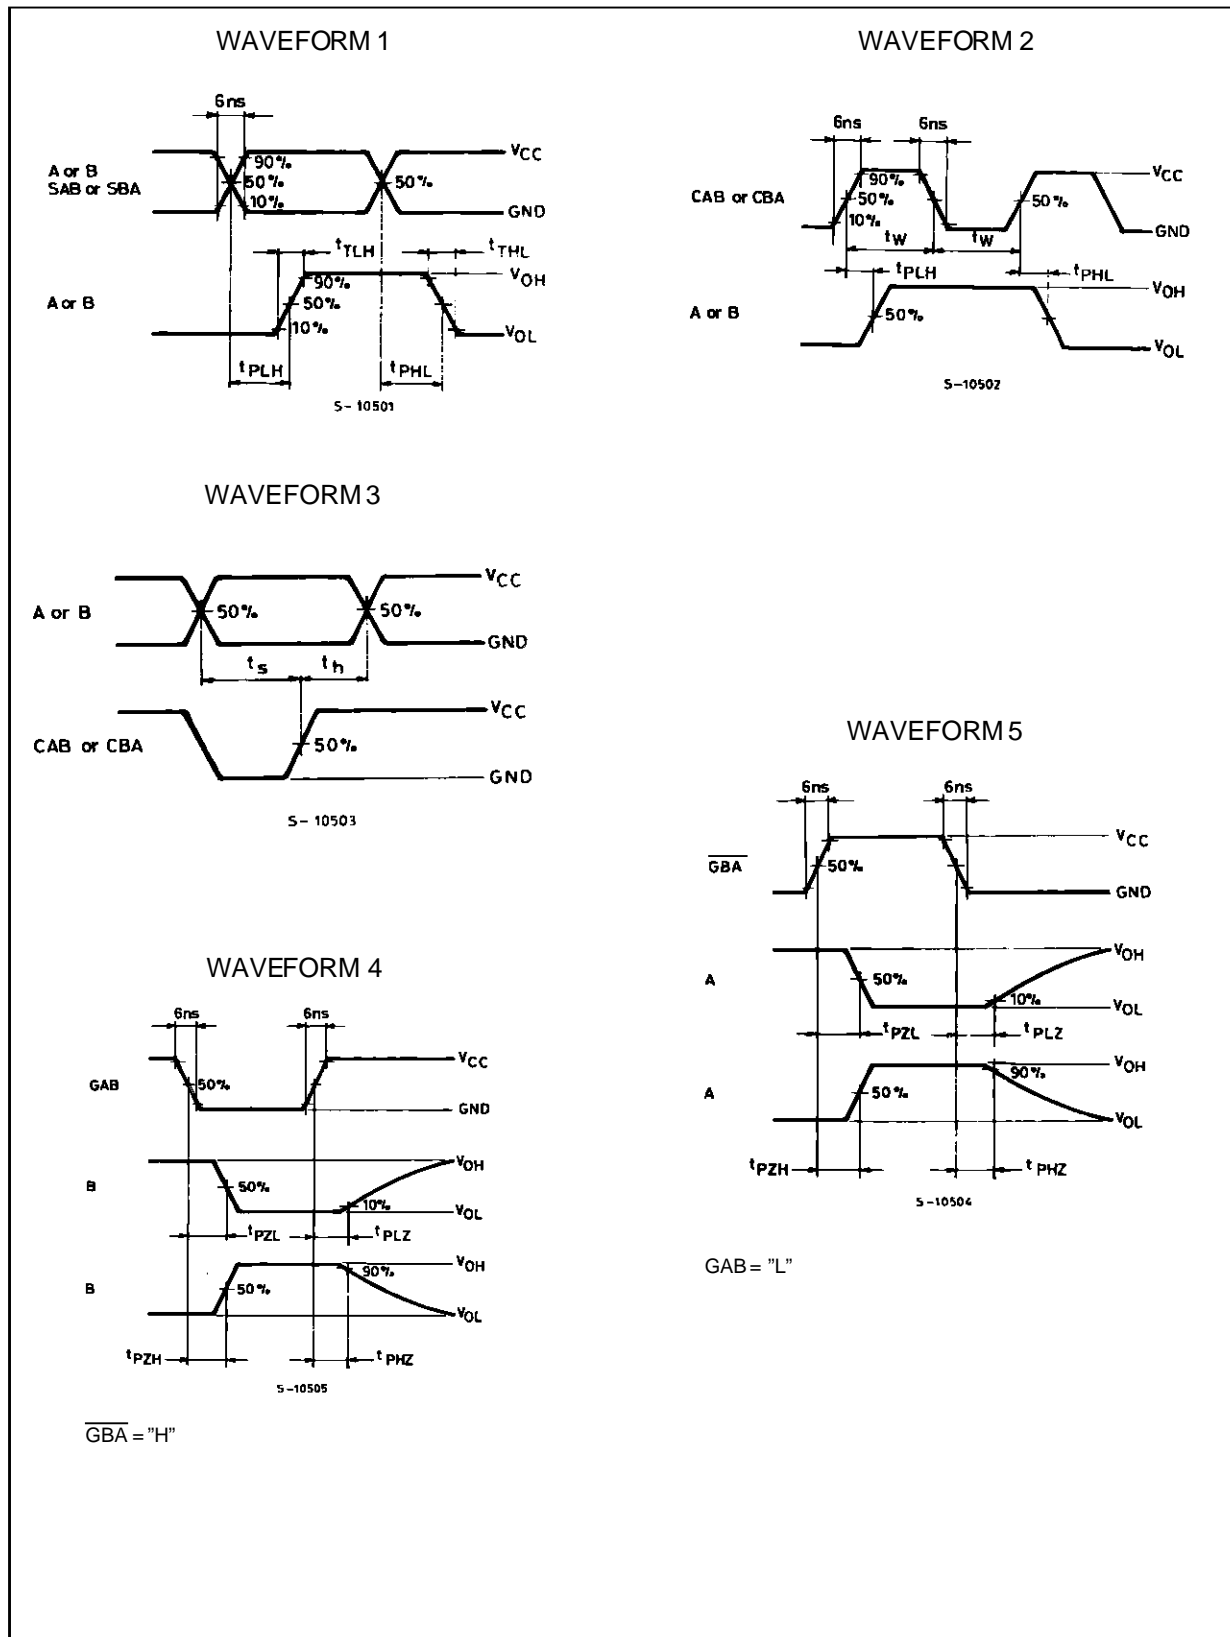 WAVEFORM 1
6ns
A or B
SAB or SBA
90%
50%
10%
50%
VCC
GND
tTLH
tTHL
A or B
90%
50%
10%
VOH
VOL
tPLH
tPHL
S-10501
WAVEFORM 2
6ns
6ns
CAB or CBA
90%
50%
10%
50%
VCC
GND
tW
tW
tPLH
tPHL
A or B
50%
VOH
VOL
S-10502
WAVEFORM 3
A or B
50%
50%
VCC
GND
ts
th
CAB or CBA
50%
VCC
GND
S-10503
WAVEFORM 4
6ns
6ns
GAB
50%
VCC
GND
B
50%
10%
VOH
VOL
tPZL
tPLZ
B
50%
90%
VOH
VOL
tPZH
tPHZ
S-10505
G̅B̅A̅ = ”H”
WAVEFORM 5
6ns
6ns
G̅B̅A̅
50%
VCC
GND
A
50%
10%
VOH
VOL
tPZL
tPLZ
A
50%
90%
VOH
VOL
tPZH
tPHZ
S-10504
GAB = ”L”